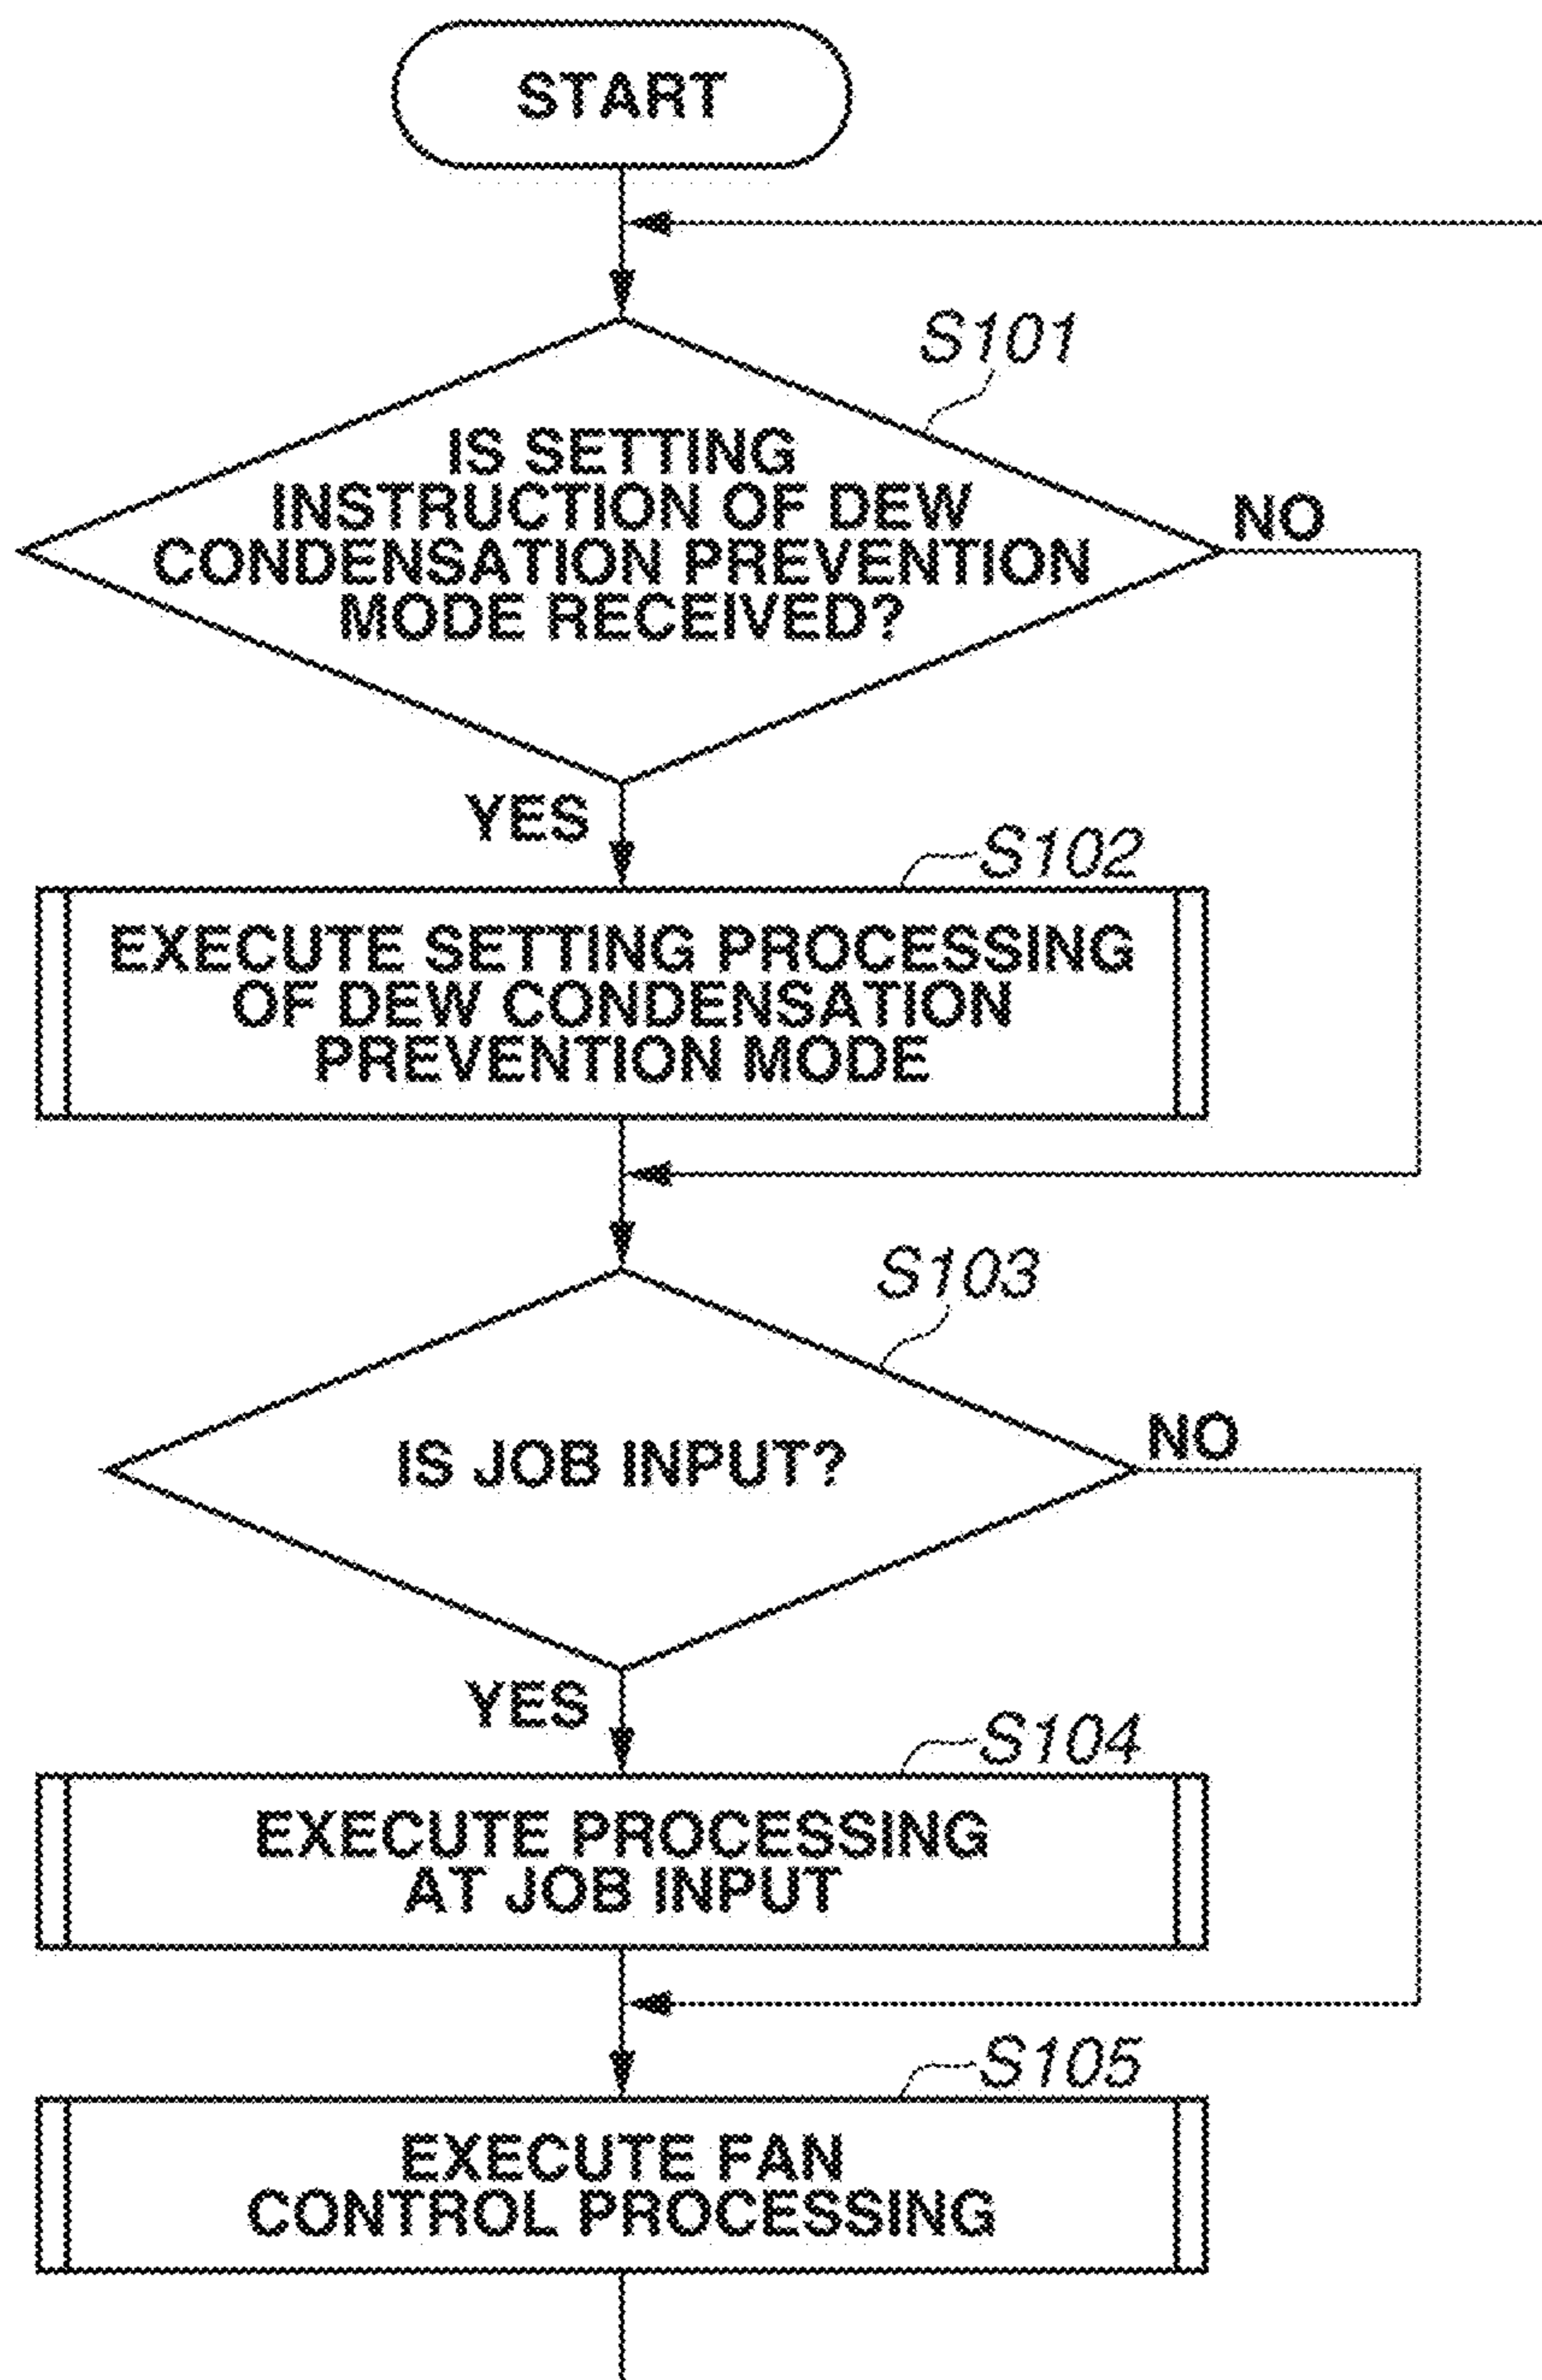 START
S101
IS SETTING
INSTRUCTION OF DEW
CONDENSATION PREVENTION
MODE RECEIVED?
NO
YES
S102
EXECUTE SETTING PROCESSING
OF DEW CONDENSATION
PREVENTION MODE
S103
IS JOB INPUT?
NO
YES
S104
EXECUTE PROCESSING
AT JOB INPUT
S105
EXECUTE FAN
CONTROL PROCESSING